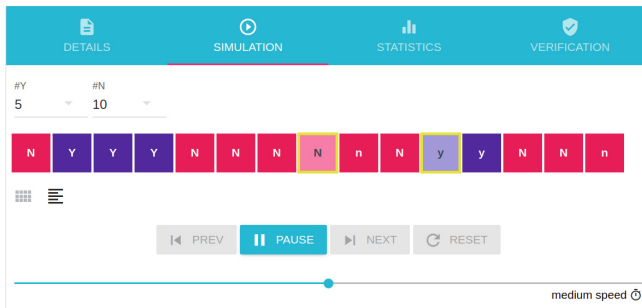 DETAILS SIMULATION STATISTICS VERIFICATION
#Y #N
5 10
N Y Y Y N N N N n N y y N N n
PREV PAUSE NEXT RESET
medium speed